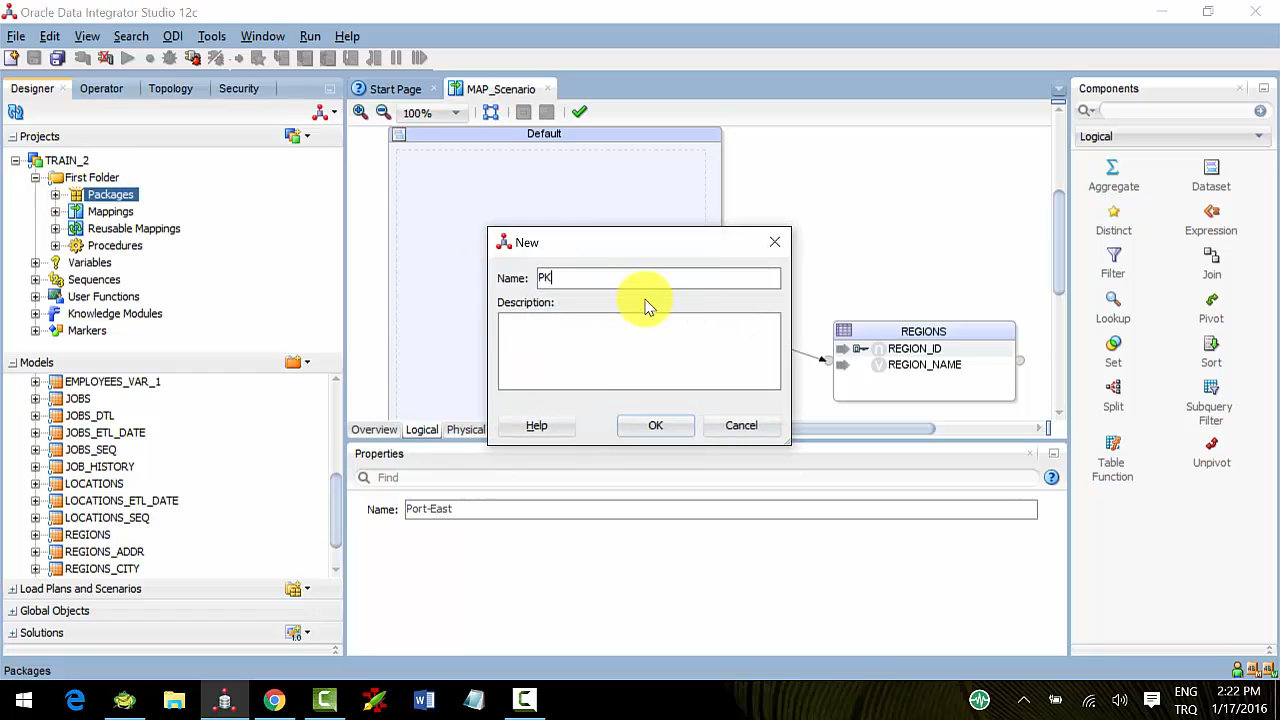 Oracle Data Integrator Studio 12c
File Edit View Search ODI Tools Window Run Help
Designer Operator Topology Security
Start Page MAP_Scenario
Components
100%
Projects
Logical
TRAIN_2
First Folder
Packages
Mappings
Reusable Mappings
Procedures
Variables
Sequences
User Functions
Knowledge Modules
Markers
Models
EMPLOYEES_VAR_1
JOBS
JOBS_DTL
JOBS_ETL_DATE
JOBS_SEQ
JOB_HISTORY
LOCATIONS
LOCATIONS_ETL_DATE
LOCATIONS_SEQ
REGIONS
REGIONS_ADDR
REGIONS_CITY
Load Plans and Scenarios
Global Objects
Solutions
Packages
Default
New
Name: PK
Description:
Help OK Cancel
REGIONS
REGION_ID
REGION_NAME
Overview Logical Physical
Properties
Find
Name: Port-East
Aggregate Dataset
Distinct Expression
Filter Join
Lookup Pivot
Set Sort
Split Subquery
Filter
Table
Function
Unpivot
ENG
TRQ
2:22 PM
1/17/2016